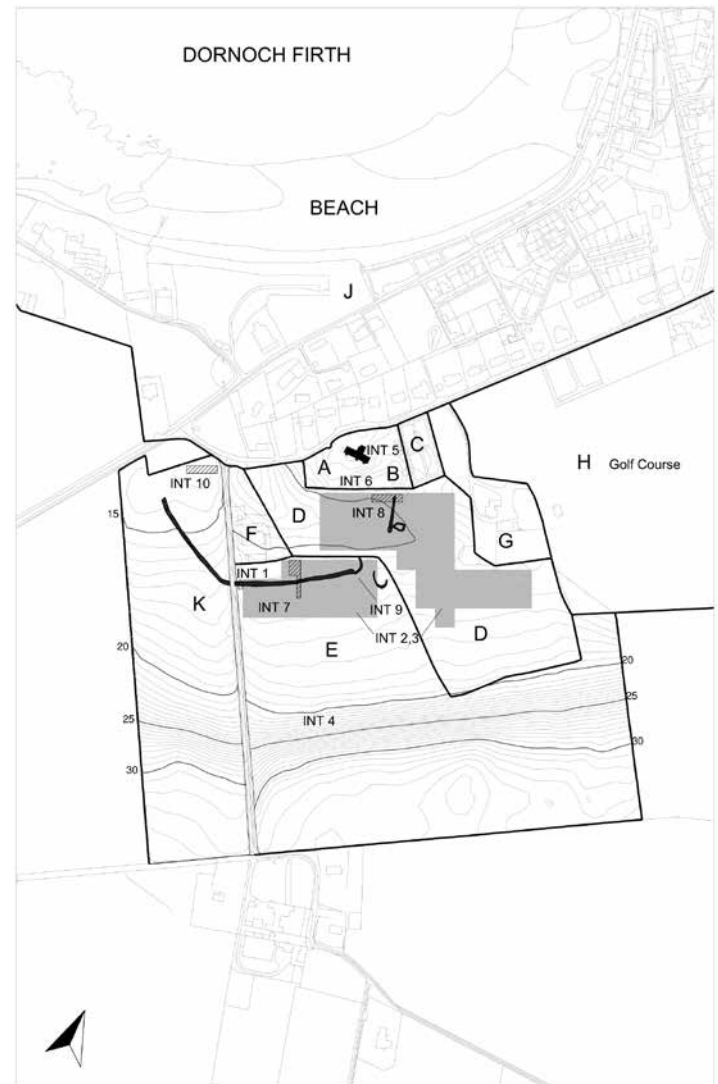 DORNOCH FIRTH
BEACH
J
INT 5
C
A
B
INT 6
H Golf Course
INT 10
INT 8
15
D
F
G
INT 1
K
INT 7
INT 9
INT 2,3
E
D
20
20
25
INT 4
25
30
30